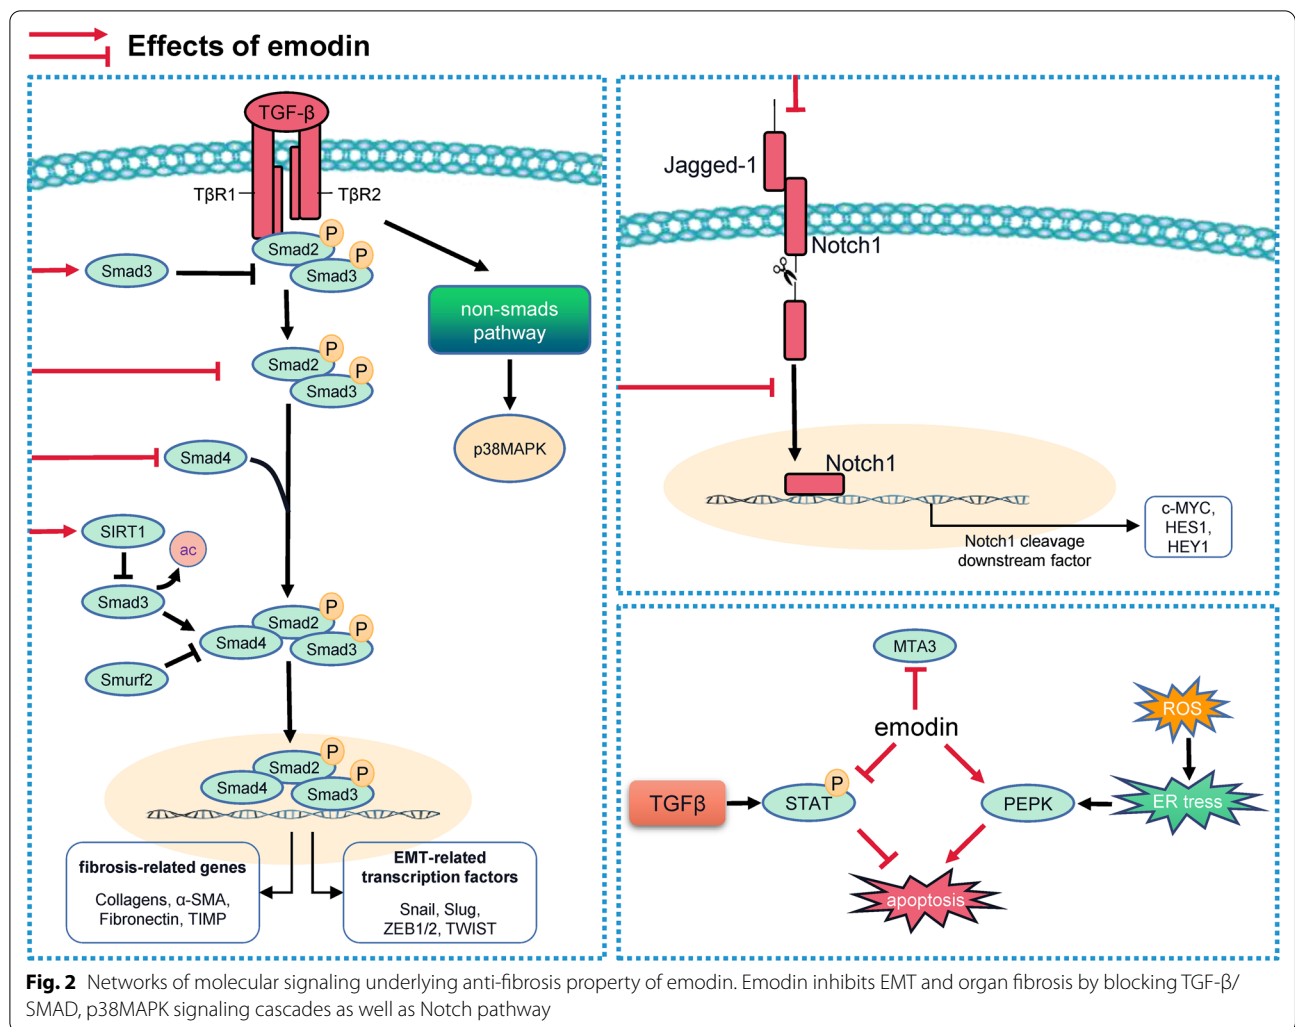 Effects of emodin
TGF-β
TβR1
TβR2
P
Smad2
P
Smad3
Smad3
non-smads
pathway
P
Smad2
P
Smad3
p38MAPK
Smad4
SIRT1
ac
Smad3
P
Smad2
P
Smad4
Smad3
Smurf2
P
Smad2
P
Smad4
Smad3
fibrosis-related genes
Collagens, α-SMA,
Fibronectin, TIMP
EMT-related
transcription factors
Snail, Slug,
ZEB1/2, TWIST
Jagged-1
Notch1
Notch1
Notch1 cleavage
downstream factor
c-MYC,
HES1,
HEY1
MTA3
emodin
ROS
TGFβ
STAT
P
PEPK
ER tress
apoptosis
Fig. 2 Networks of molecular signaling underlying anti-fibrosis property of emodin. Emodin inhibits EMT and organ fibrosis by blocking TGF-β/
SMAD, p38MAPK signaling cascades as well as Notch pathway